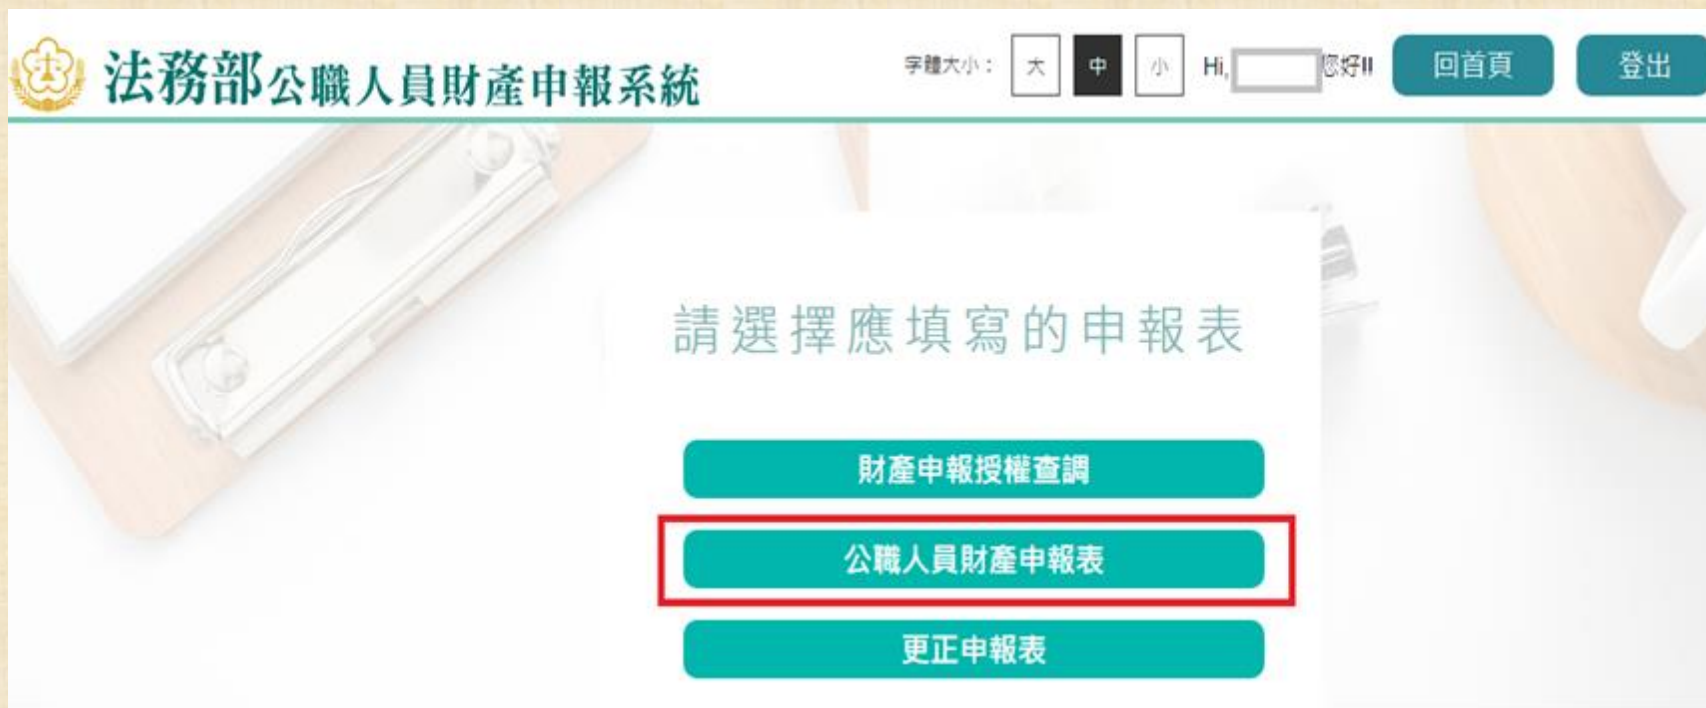 法務部公職人員財產申報系統
字體大小： 大 中 小 Hi, 您好!! 回首頁 登出
請選擇應填寫的申報表
財產申報授權查調
公職人員財產申報表
更正申報表